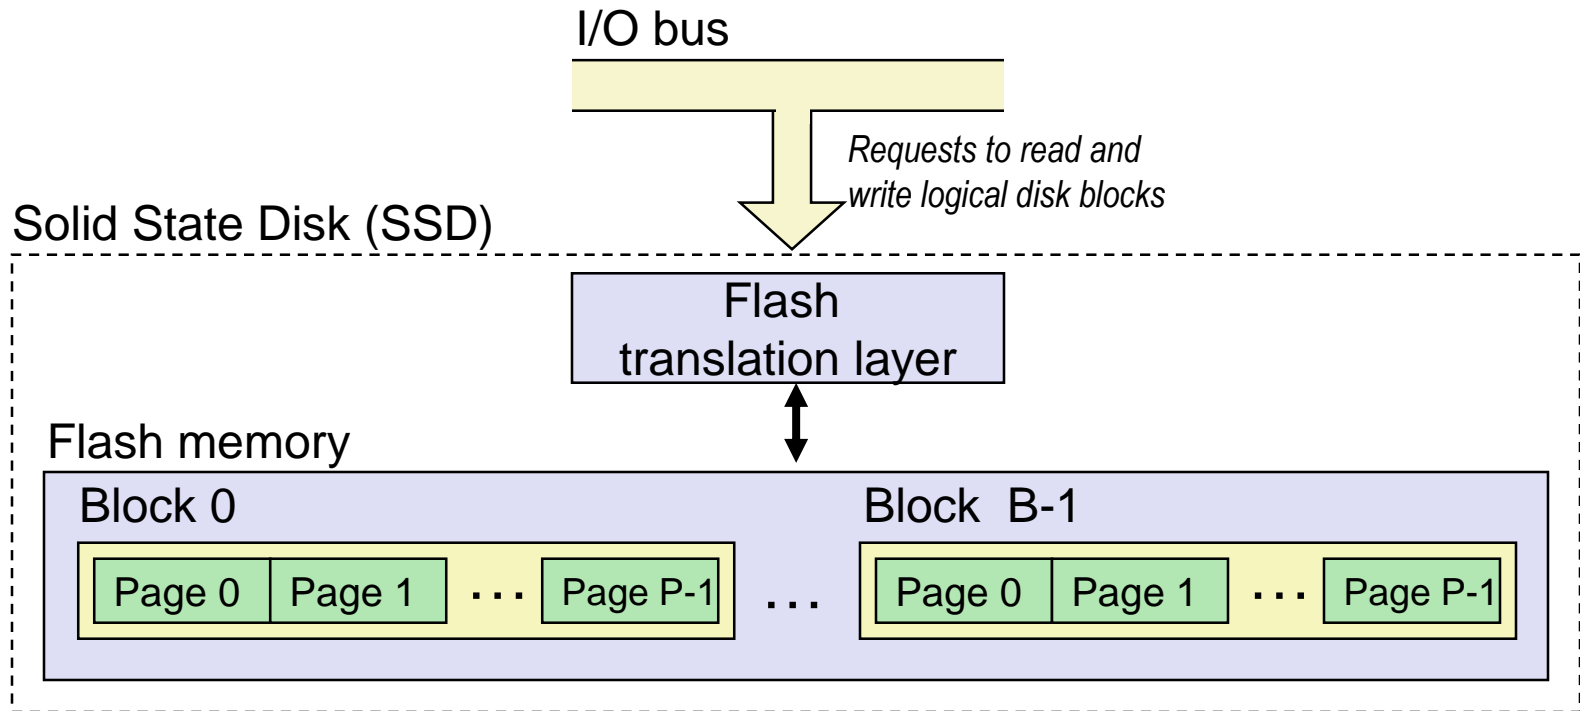 I/O bus
Requests to read and
write logical disk blocks
Solid State Disk (SSD)
Flash
translation layer
Flash memory
Block 0
Block B-1
Page 0 Page 1 ... Page P-1 ... Page 0 Page 1 ... Page P-1